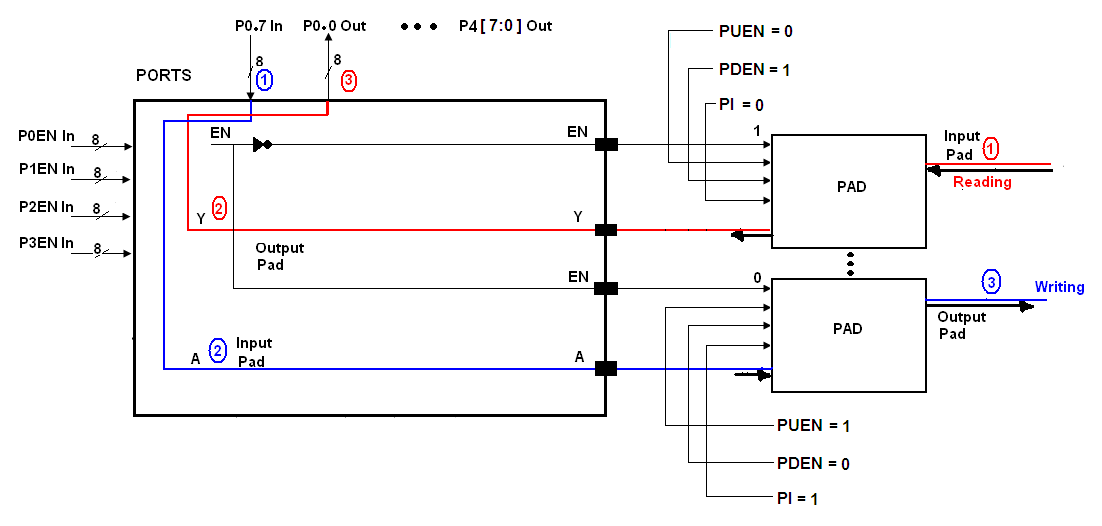 P0.7 In P0.0 Out P4[7:0] Out
8 8
PORTS 1 3
PUEN = 0
PDEN = 1
PI = 0
P0EN In 8
P1EN In 8
P2EN In 8
P3EN In 8
EN EN 1
Input
Pad 1
PAD
Reading
Y 2 Y
Output
Pad
EN 0
3 Writing
PAD
Output
Pad
A 2 Input
Pad
A
PUEN = 1
PDEN = 0
PI = 1